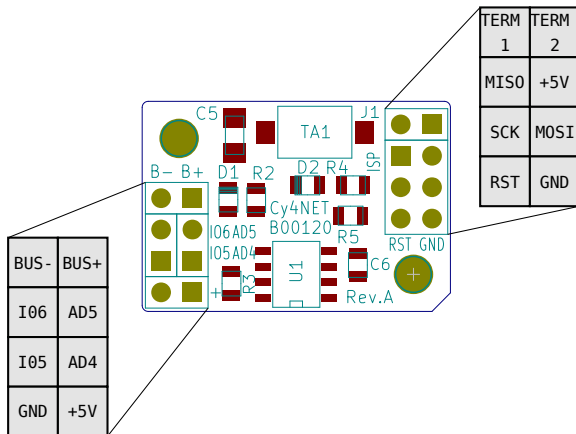 TERM TERM
1 2
MISO +5V
SCK MOSI
RST GND
C5
J1
TA1
ISP
B- B+
D1 R2
D2 R4
Cy4NET
B00120
IO6AD5
IO5AD4
R5
RST GND
U1
C6
+
R3
Rev.A
BUS- BUS+
I06 AD5
I05 AD4
GND +5V